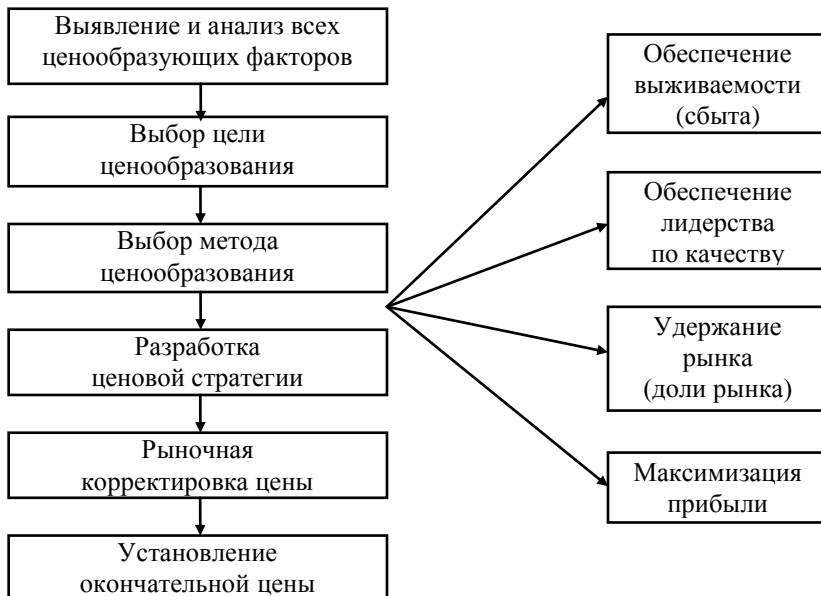 Выявление и анализ всех
ценообразующих факторов
Выбор цели
ценообразования
Выбор метода
ценообразования
Разработка
ценовой стратегии
Рыночная
корректировка цены
Установление
окончательной цены
Обеспечение
выживаемости
(сбыта)
Обеспечение
лидерства
по качеству
Удержание
рынка
(доли рынка)
Максимизация
прибыли